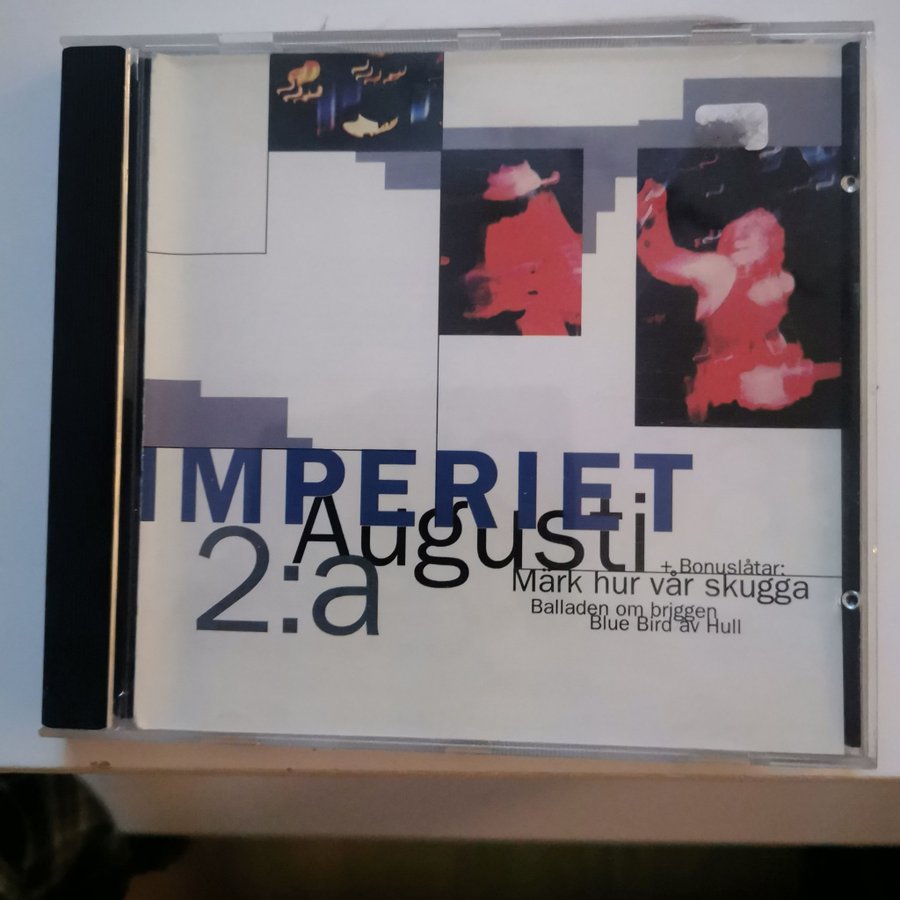 IMPERIET
Augusti
2:a
+ Bonuslåtar:
Märk hur vår skugga
Balladen om briggen
Blue Bird av Hull